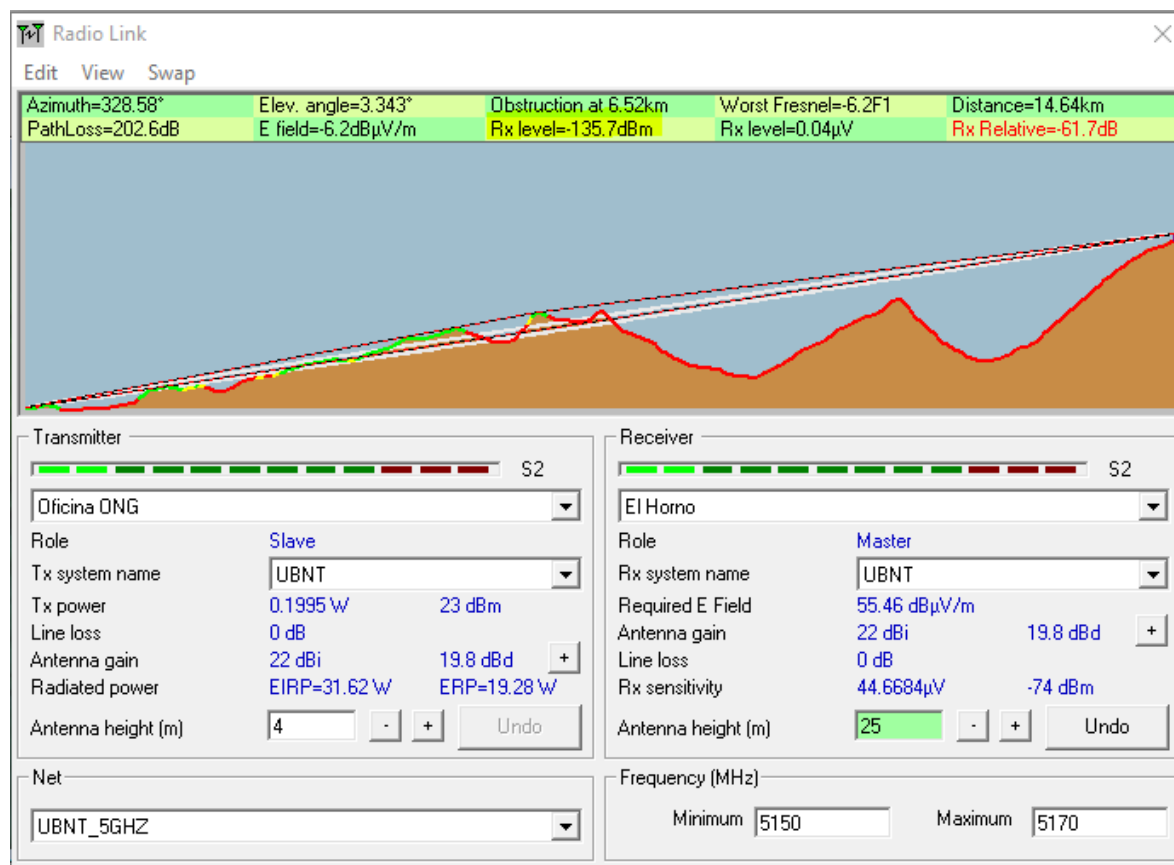 Radio Link
Edit View Swap
Azimuth=328.58° Elev. angle=3.343° Obstruction at 6.52km Worst Fresnel=-6.2F1 Distance=14.64km
PathLoss=202.6dB E field=-6.2dBµV/m Rx level=-135.7dBm Rx level=0.04µV Rx Relative=-61.7dB
Transmitter
S2
Oficina ONG
Role Slave
Tx system name UBNT
Tx power 0.1995 W 23 dBm
Line loss 0 dB
Antenna gain 22 dBi 19.8 dBd +
Radiated power EIRP=31.62 W ERP=19.28 W
Antenna height (m) 4 - + Undo
Net
UBNT_5GHZ
Receiver
S2
El Horno
Role Master
Rx system name UBNT
Required E Field 55.46 dBµV/m
Antenna gain 22 dBi 19.8 dBd +
Line loss 0 dB
Rx sensitivity 44.6684µV -74 dBm
Antenna height (m) 25 - + Undo
Frequency (MHz)
Minimum 5150 Maximum 5170